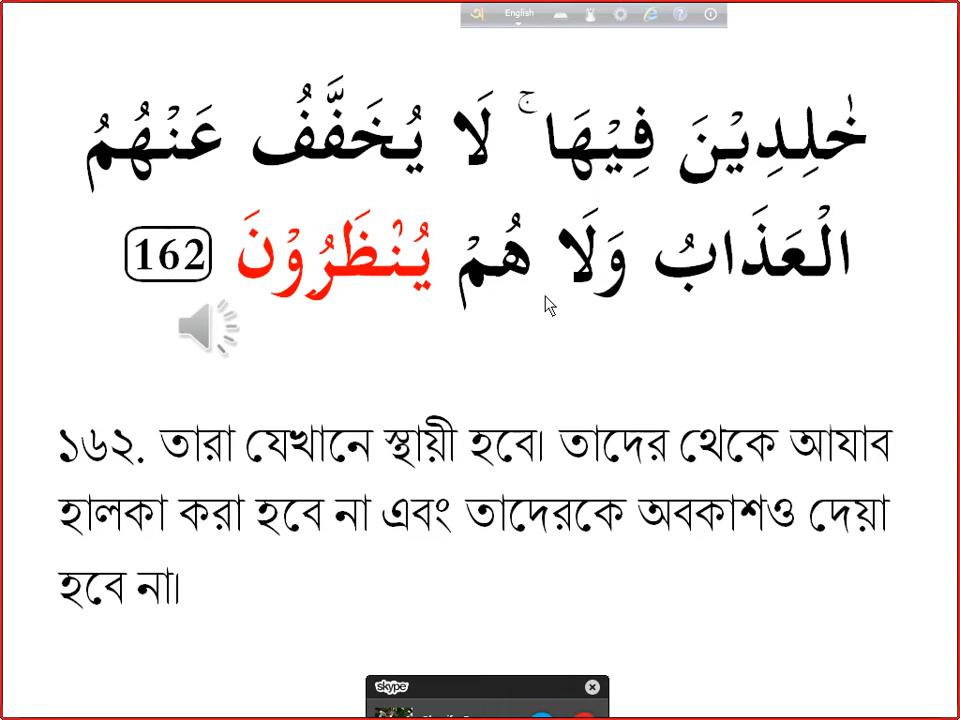 English
خٰلِدِيْنَ فِيْهَا ۚ لَا يُخَفَّفُ عَنْهُمُ
الْعَذَابُ وَلَا هُمْ يُنْظَرُوْنَ 162
১৬২. তারা যেখানে স্থায়ী হবে। তাদের থেকে আযাব
হালকা করা হবে না এবং তাদেরকে অবকাশও দেয়া
হবে না।
skype